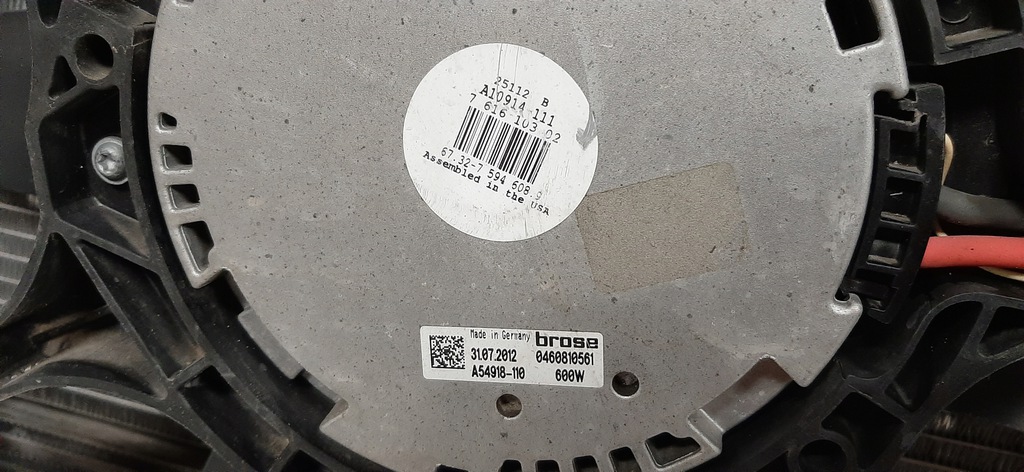 25112 B
A10914-111
7 616 103 02
67.32-7 594 608.9
Assembled in the USA
Made in Germany brose
31.07.2012 0460810561
A54918-110 600W